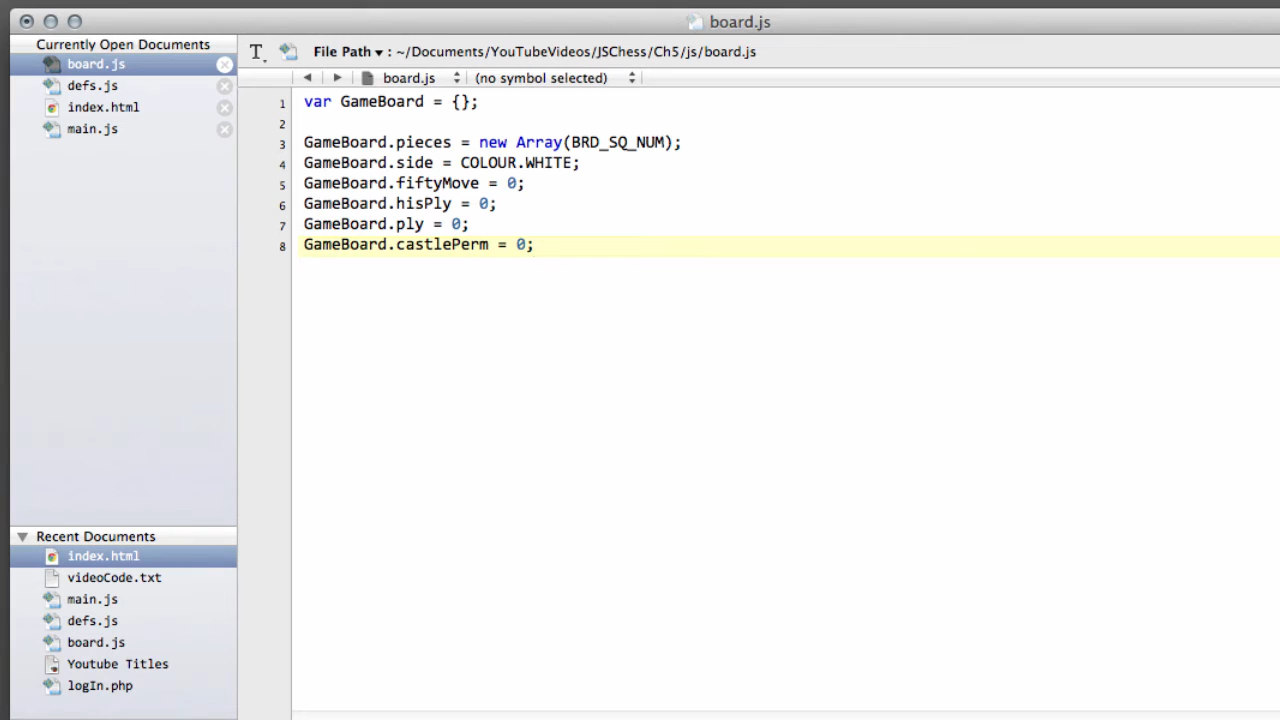 board.js
Currently Open Documents
board.js
defs.js
index.html
main.js
Recent Documents
index.html
videoCode.txt
main.js
defs.js
board.js
Youtube Titles
logIn.php
T. File Path ▾ : ~/Documents/YouTubeVideos/JSChess/Ch5/js/board.js
board.js (no symbol selected)
1 var GameBoard = {};
2
3 GameBoard.pieces = new Array(BRD_SQ_NUM);
4 GameBoard.side = COLOUR.WHITE;
5 GameBoard.fiftyMove = 0;
6 GameBoard.hisPly = 0;
7 GameBoard.ply = 0;
8 GameBoard.castlePerm = 0;